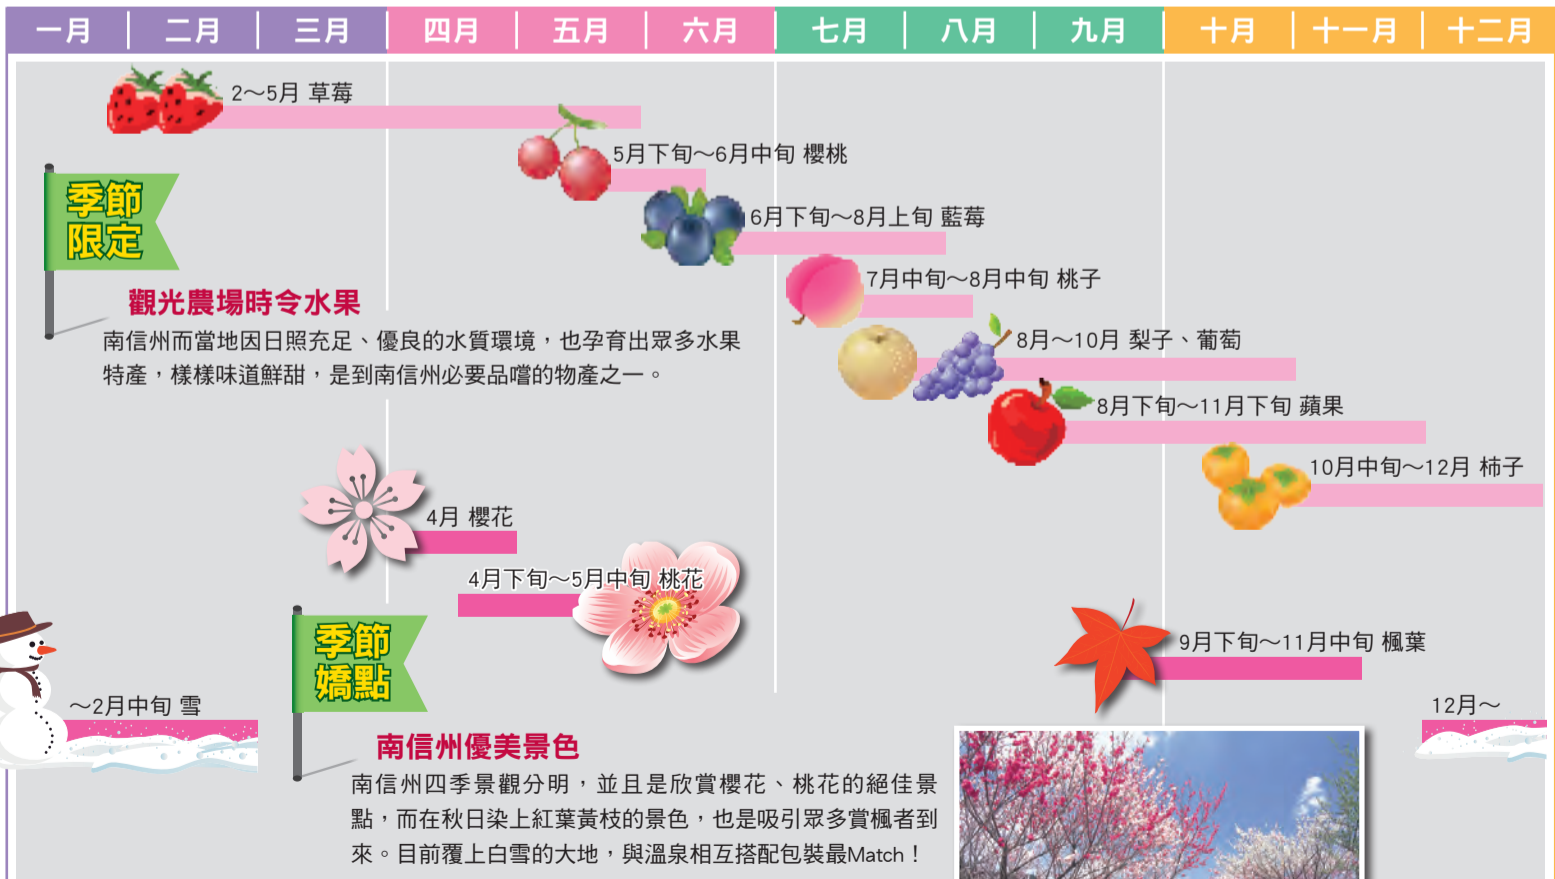 一月
二月
三月
四月
五月
六月
七月
八月
九月
十月
十一月
十二月
2～5月 草莓
5月下旬～6月中旬 櫻桃
6月下旬～8月上旬 藍莓
7月中旬～8月中旬 桃子
8月～10月 梨子、葡萄
8月下旬～11月下旬 蘋果
10月中旬～12月 柿子
季節
限定
觀光農場時令水果
南信州而當地因日照充足、優良的水質環境，也孕育出眾多水果
特產，樣樣味道鮮甜，是到南信州必要品嚐的物產之一。
4月 櫻花
4月下旬～5月中旬 桃花
9月下旬～11月中旬 楓葉
～2月中旬 雪
12月～
季節
嬌點
南信州優美景色
南信州四季景觀分明，並且是欣賞櫻花、桃花的絕佳景
點，而在秋日染上紅葉黃枝的景色，也是吸引眾多賞楓者到
來。目前覆上白雪的大地，與溫泉相互搭配包裝最Match！